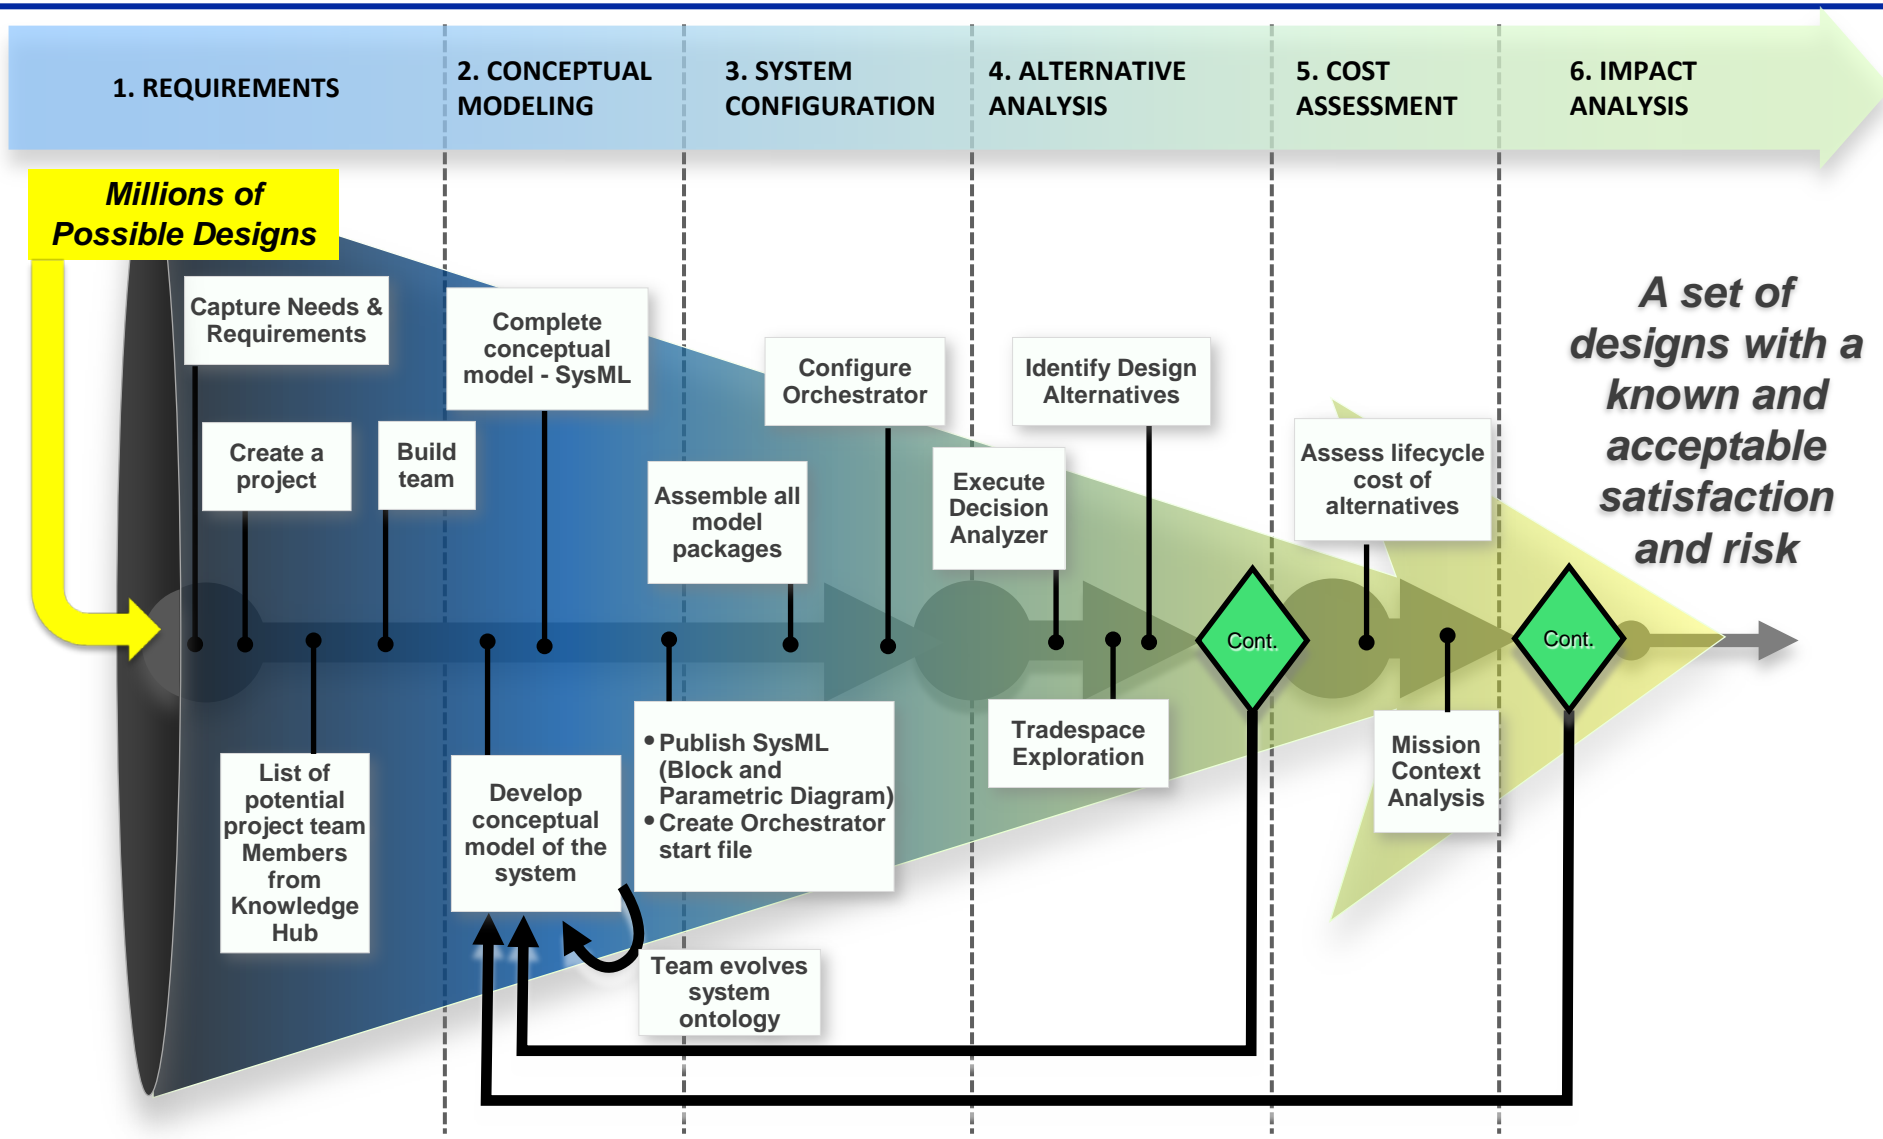 1. REQUIREMENTS
2. CONCEPTUAL
MODELING
3. SYSTEM
CONFIGURATION
4. ALTERNATIVE
ANALYSIS
5. COST
ASSESSMENT
6. IMPACT
ANALYSIS
Millions of
Possible Designs
Capture Needs &
Requirements
Create a
project
Build
team
List of
potential
project team
Members
from
Knowledge
Hub
Complete
conceptual
model - SysML
Develop
conceptual
model of the
system
Team evolves
system
ontology
Assemble all
model
packages
Configure
Orchestrator
• Publish SysML
(Block and
Parametric Diagram)
• Create Orchestrator
start file
Execute
Decision
Analyzer
Identify Design
Alternatives
Tradespace
Exploration
Cont.
Assess lifecycle
cost of
alternatives
Mission
Context
Analysis
Cont.
A set of
designs with a
known and
acceptable
satisfaction
and risk